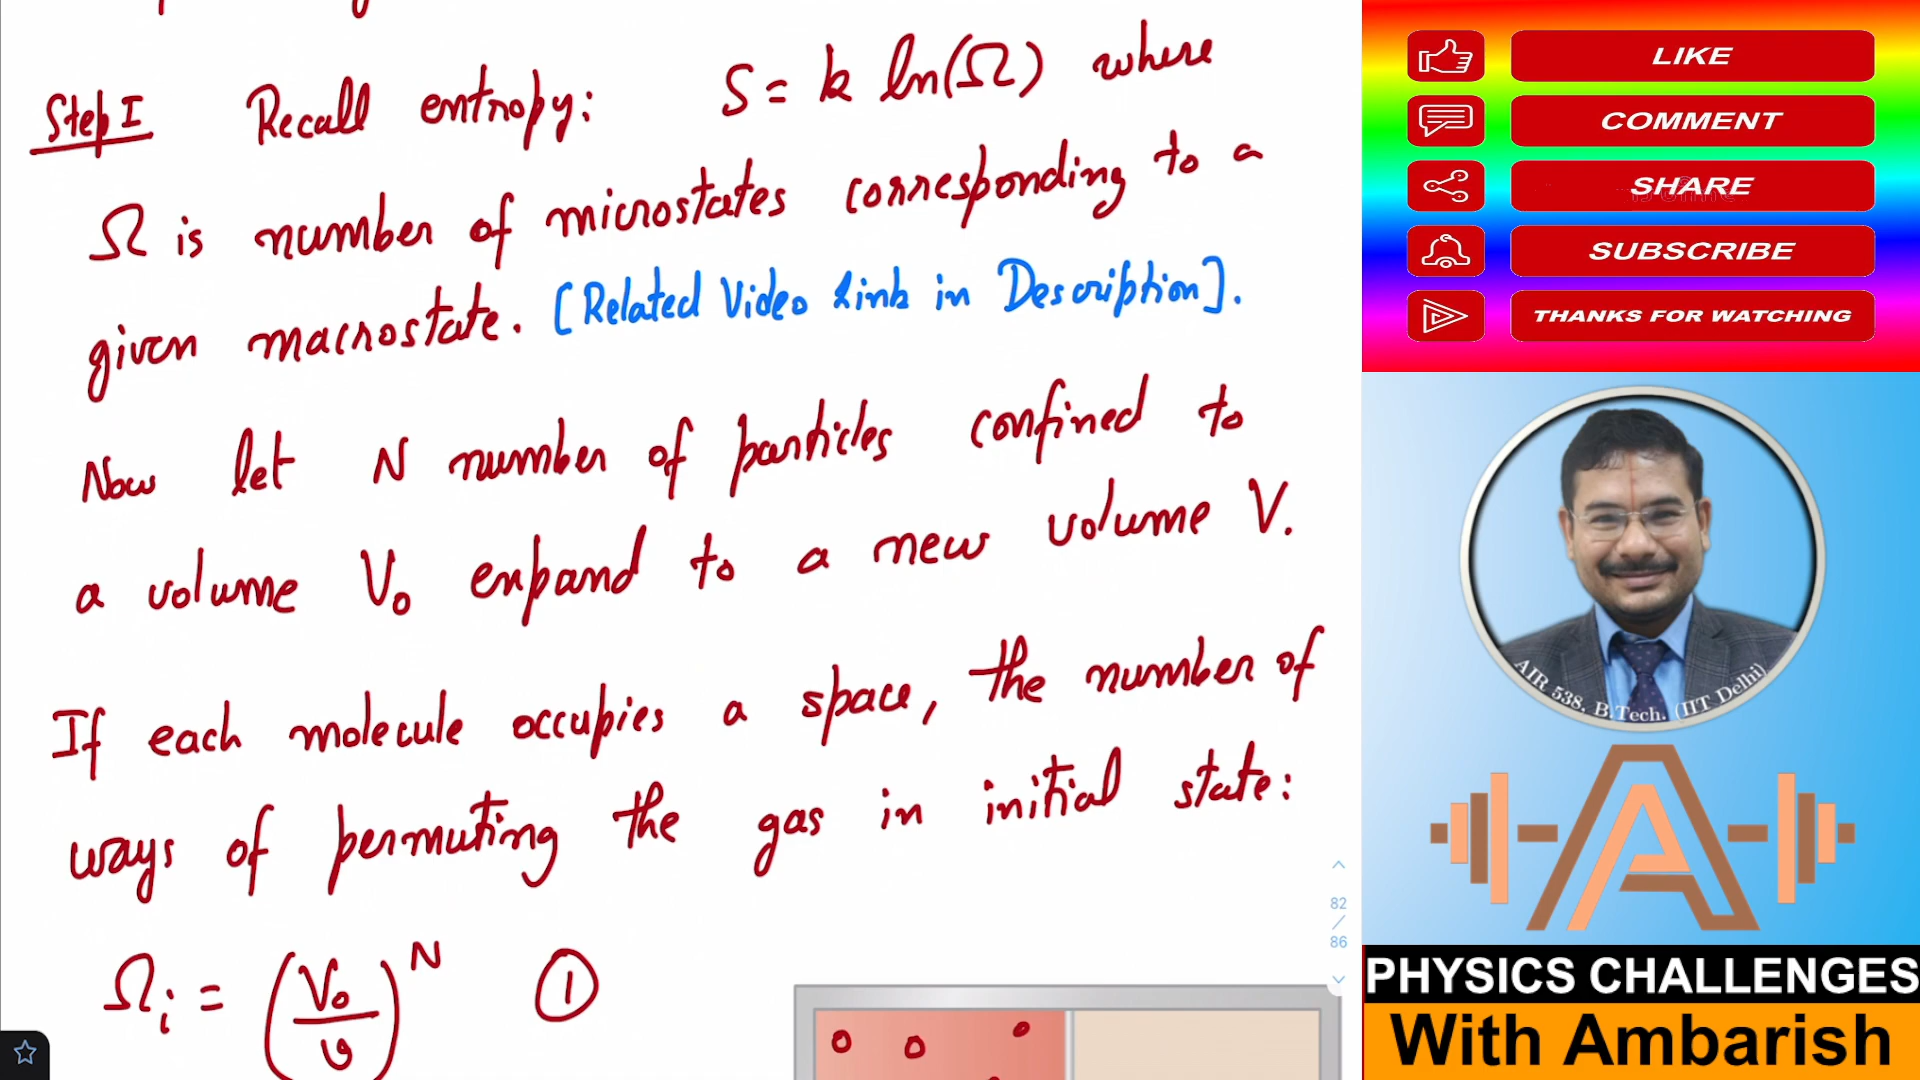 Step I Recall entropy: S = k ln(Ω) where
Ω is number of microstates corresponding to a
given macrostate. [Related Video Link in Description].
Now let N number of particles confined to
a volume V₀ expand to a new volume V.
If each molecule occupies a space, the number of
ways of permuting the gas in initial state:
Ωᵢ = (V₀/v)ᴺ ①
82
/
86
LIKE
COMMENT
SHARE
SUBSCRIBE
THANKS FOR WATCHING
AIR 538, B.Tech. (IIT Delhi)
A
PHYSICS CHALLENGES
With Ambarish